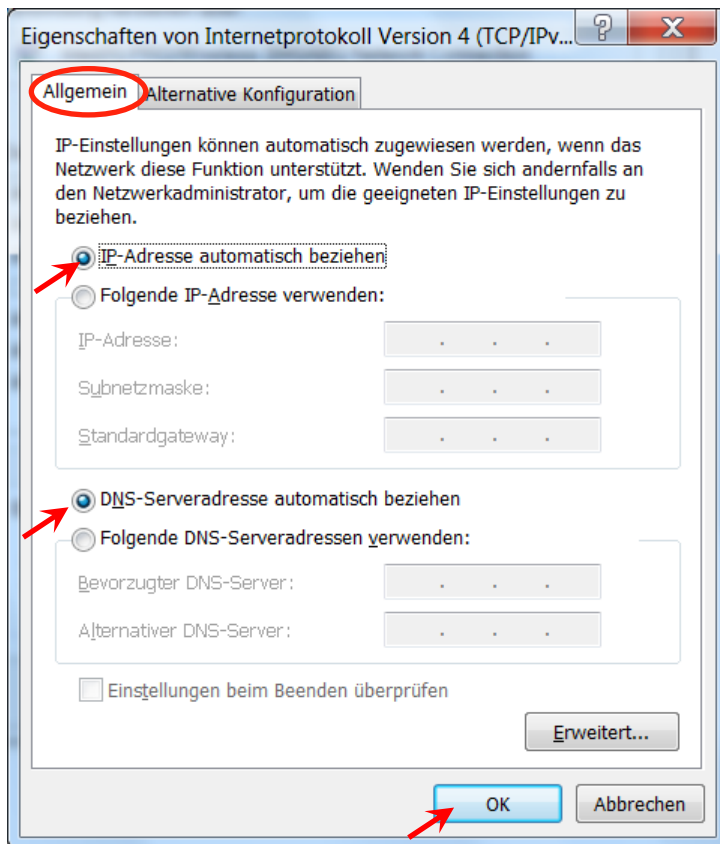 Eigenschaften von Internetprotokoll Version 4 (TCP/IPv...
Allgemein
Alternative Konfiguration
IP-Einstellungen können automatisch zugewiesen werden, wenn das
Netzwerk diese Funktion unterstützt. Wenden Sie sich andernfalls an
den Netzwerkadministrator, um die geeigneten IP-Einstellungen zu
beziehen.
IP-Adresse automatisch beziehen
Folgende IP-Adresse verwenden:
IP-Adresse:
Subnetzmaske:
Standardgateway:
DNS-Serveradresse automatisch beziehen
Folgende DNS-Serveradressen verwenden:
Bevorzugter DNS-Server:
Alternativer DNS-Server:
Einstellungen beim Beenden überprüfen
Erweitert...
OK
Abbrechen